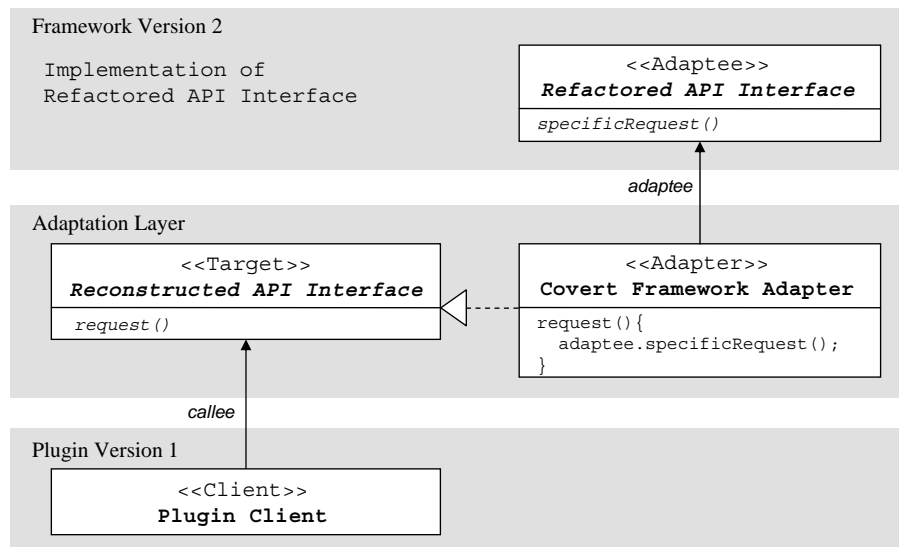 Framework Version 2
Implementation of
Refactored API Interface
<<Adaptee>>
Refactored API Interface
specificRequest()
adaptee
Adaptation Layer
<<Target>>
Reconstructed API Interface
request()
<<Adapter>>
Covert Framework Adapter
request(){
adaptee.specificRequest();
}
callee
Plugin Version 1
<<Client>>
Plugin Client